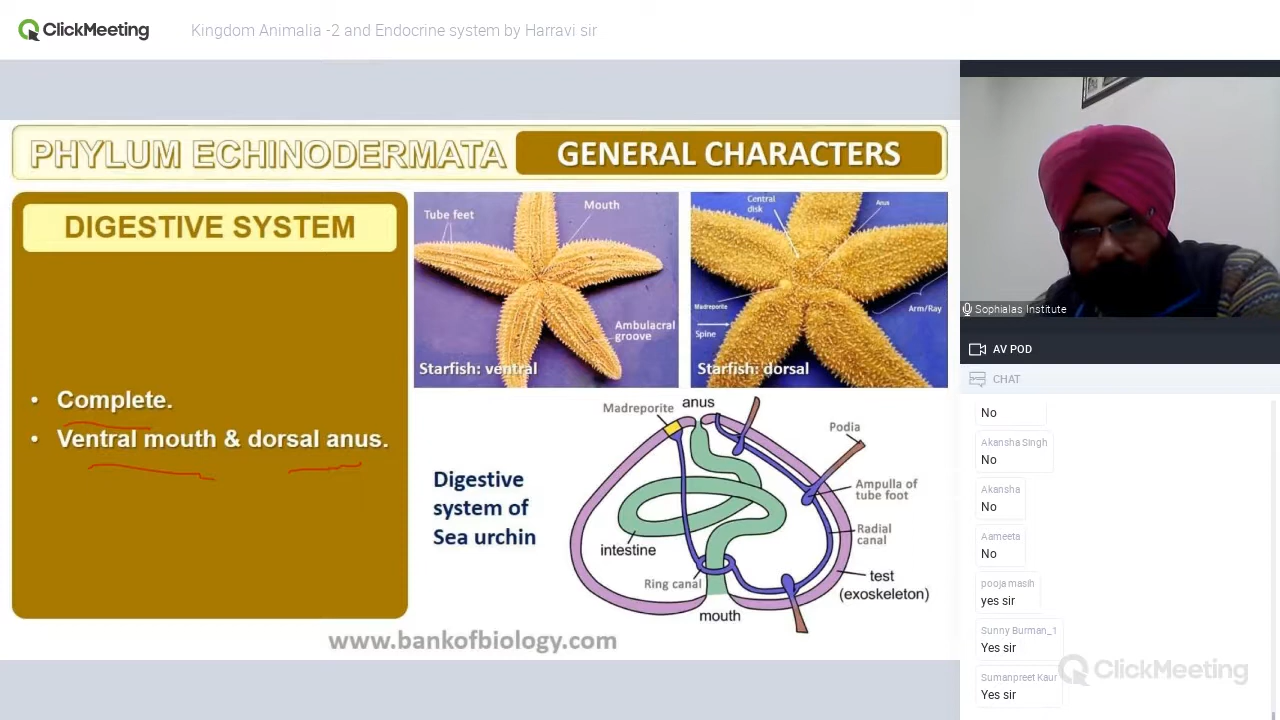 ClickMeeting
Kingdom Animalia -2 and Endocrine system by Harravi sir
PHYLUM ECHINODERMATA
GENERAL CHARACTERS
DIGESTIVE SYSTEM
• Complete.
• Ventral mouth & dorsal anus.
Tube feet
Mouth
Ambulacral
groove
Starfish: ventral
Central
disk
Anus
Madreporite
Spine
Arm/Ray
Starfish: dorsal
Digestive
system of
Sea urchin
Madreporite
anus
Podia
Ampulla of
tube foot
Radial
canal
intestine
Ring canal
test
(exoskeleton)
mouth
www.bankofbiology.com
Sophialas Institute
AV POD
CHAT
No
Akansha Singh
No
Akansha
No
Aameeta
No
pooja masih
yes sir
Sunny Burman_1
Yes sir
Sumanpreet Kaur
Yes sir
ClickMeeting